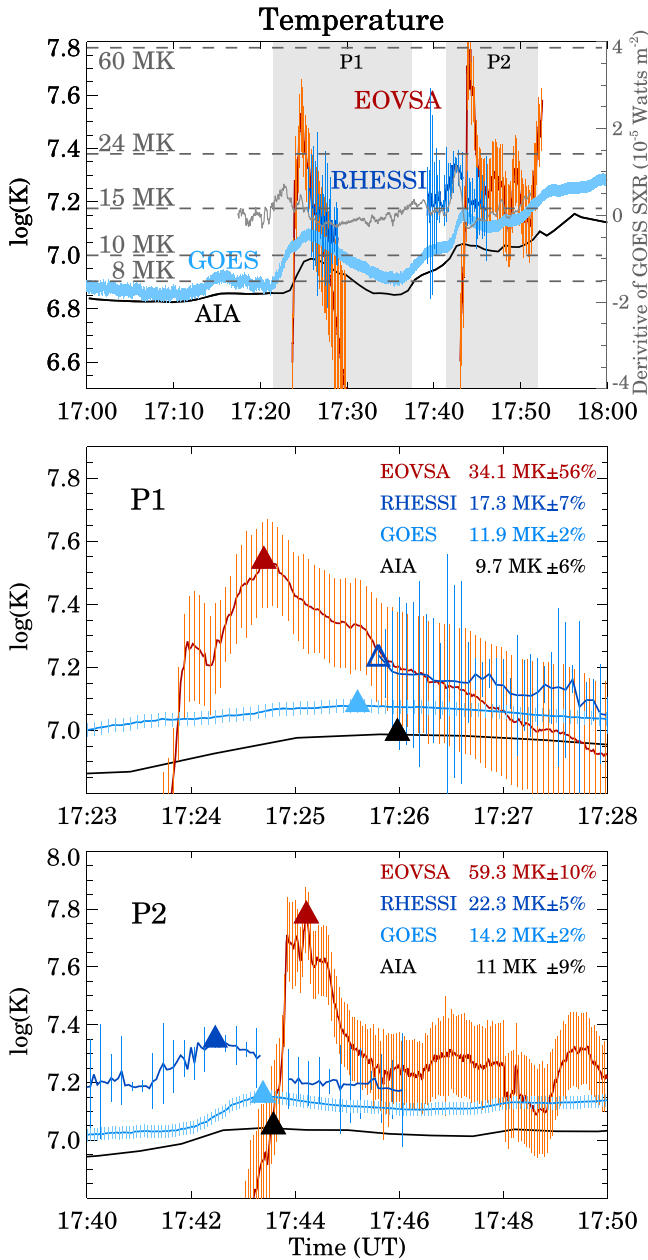 Temperature
7.8
7.6
7.4
7.2
7.0
6.8
6.6
log(K)
60 MK
24 MK
15 MK
10 MK
8 MK
P1
P2
EOVSA
RHESSI
GOES
AIA
4
2
0
-2
-4
Derivitive of GOES SXR (10⁻⁵ Watts m⁻²)
17:00 17:10 17:20 17:30 17:40 17:50 18:00
7.8
7.6
7.4
7.2
7.0
log(K)
P1
EOVSA 34.1 MK±56%
RHESSI 17.3 MK±7%
GOES 11.9 MK±2%
AIA 9.7 MK ±6%
17:23 17:24 17:25 17:26 17:27 17:28
8.0
7.8
7.6
7.4
7.2
7.0
log(K)
P2
EOVSA 59.3 MK±10%
RHESSI 22.3 MK±5%
GOES 14.2 MK±2%
AIA 11 MK ±9%
17:40 17:42 17:44 17:46 17:48 17:50
Time (UT)